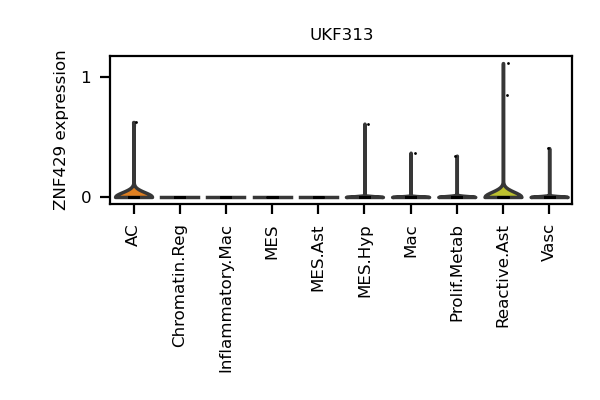 UKF313
ZNF429 expression
1
0
AC
Chromatin.Reg
Inflammatory.Mac
MES
MES.Ast
MES.Hyp
Mac
Prolif.Metab
Reactive.Ast
Vasc